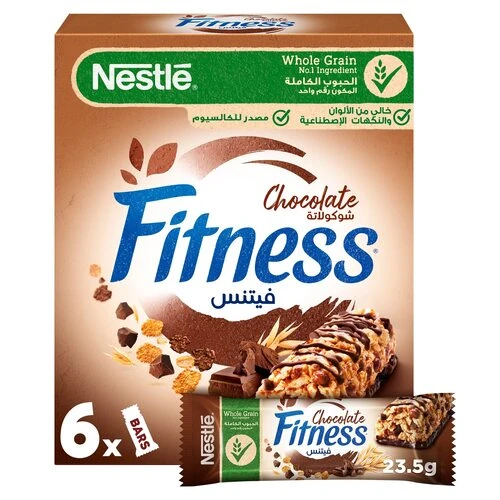 Nestlé
Whole Grain
No.1 Ingredient
الحبوب الكاملة
المكون رقم واحد
خالي من الألوان
والنكهات الإصطناعية
مصدر للكالسيوم
Chocolate
شوكولاتة
Fitness®
فيتنس
6x
BARS
Nestlé
Whole Grain
الحبوب الكاملة
Chocolate
Fitness
فيتنس
23.5g